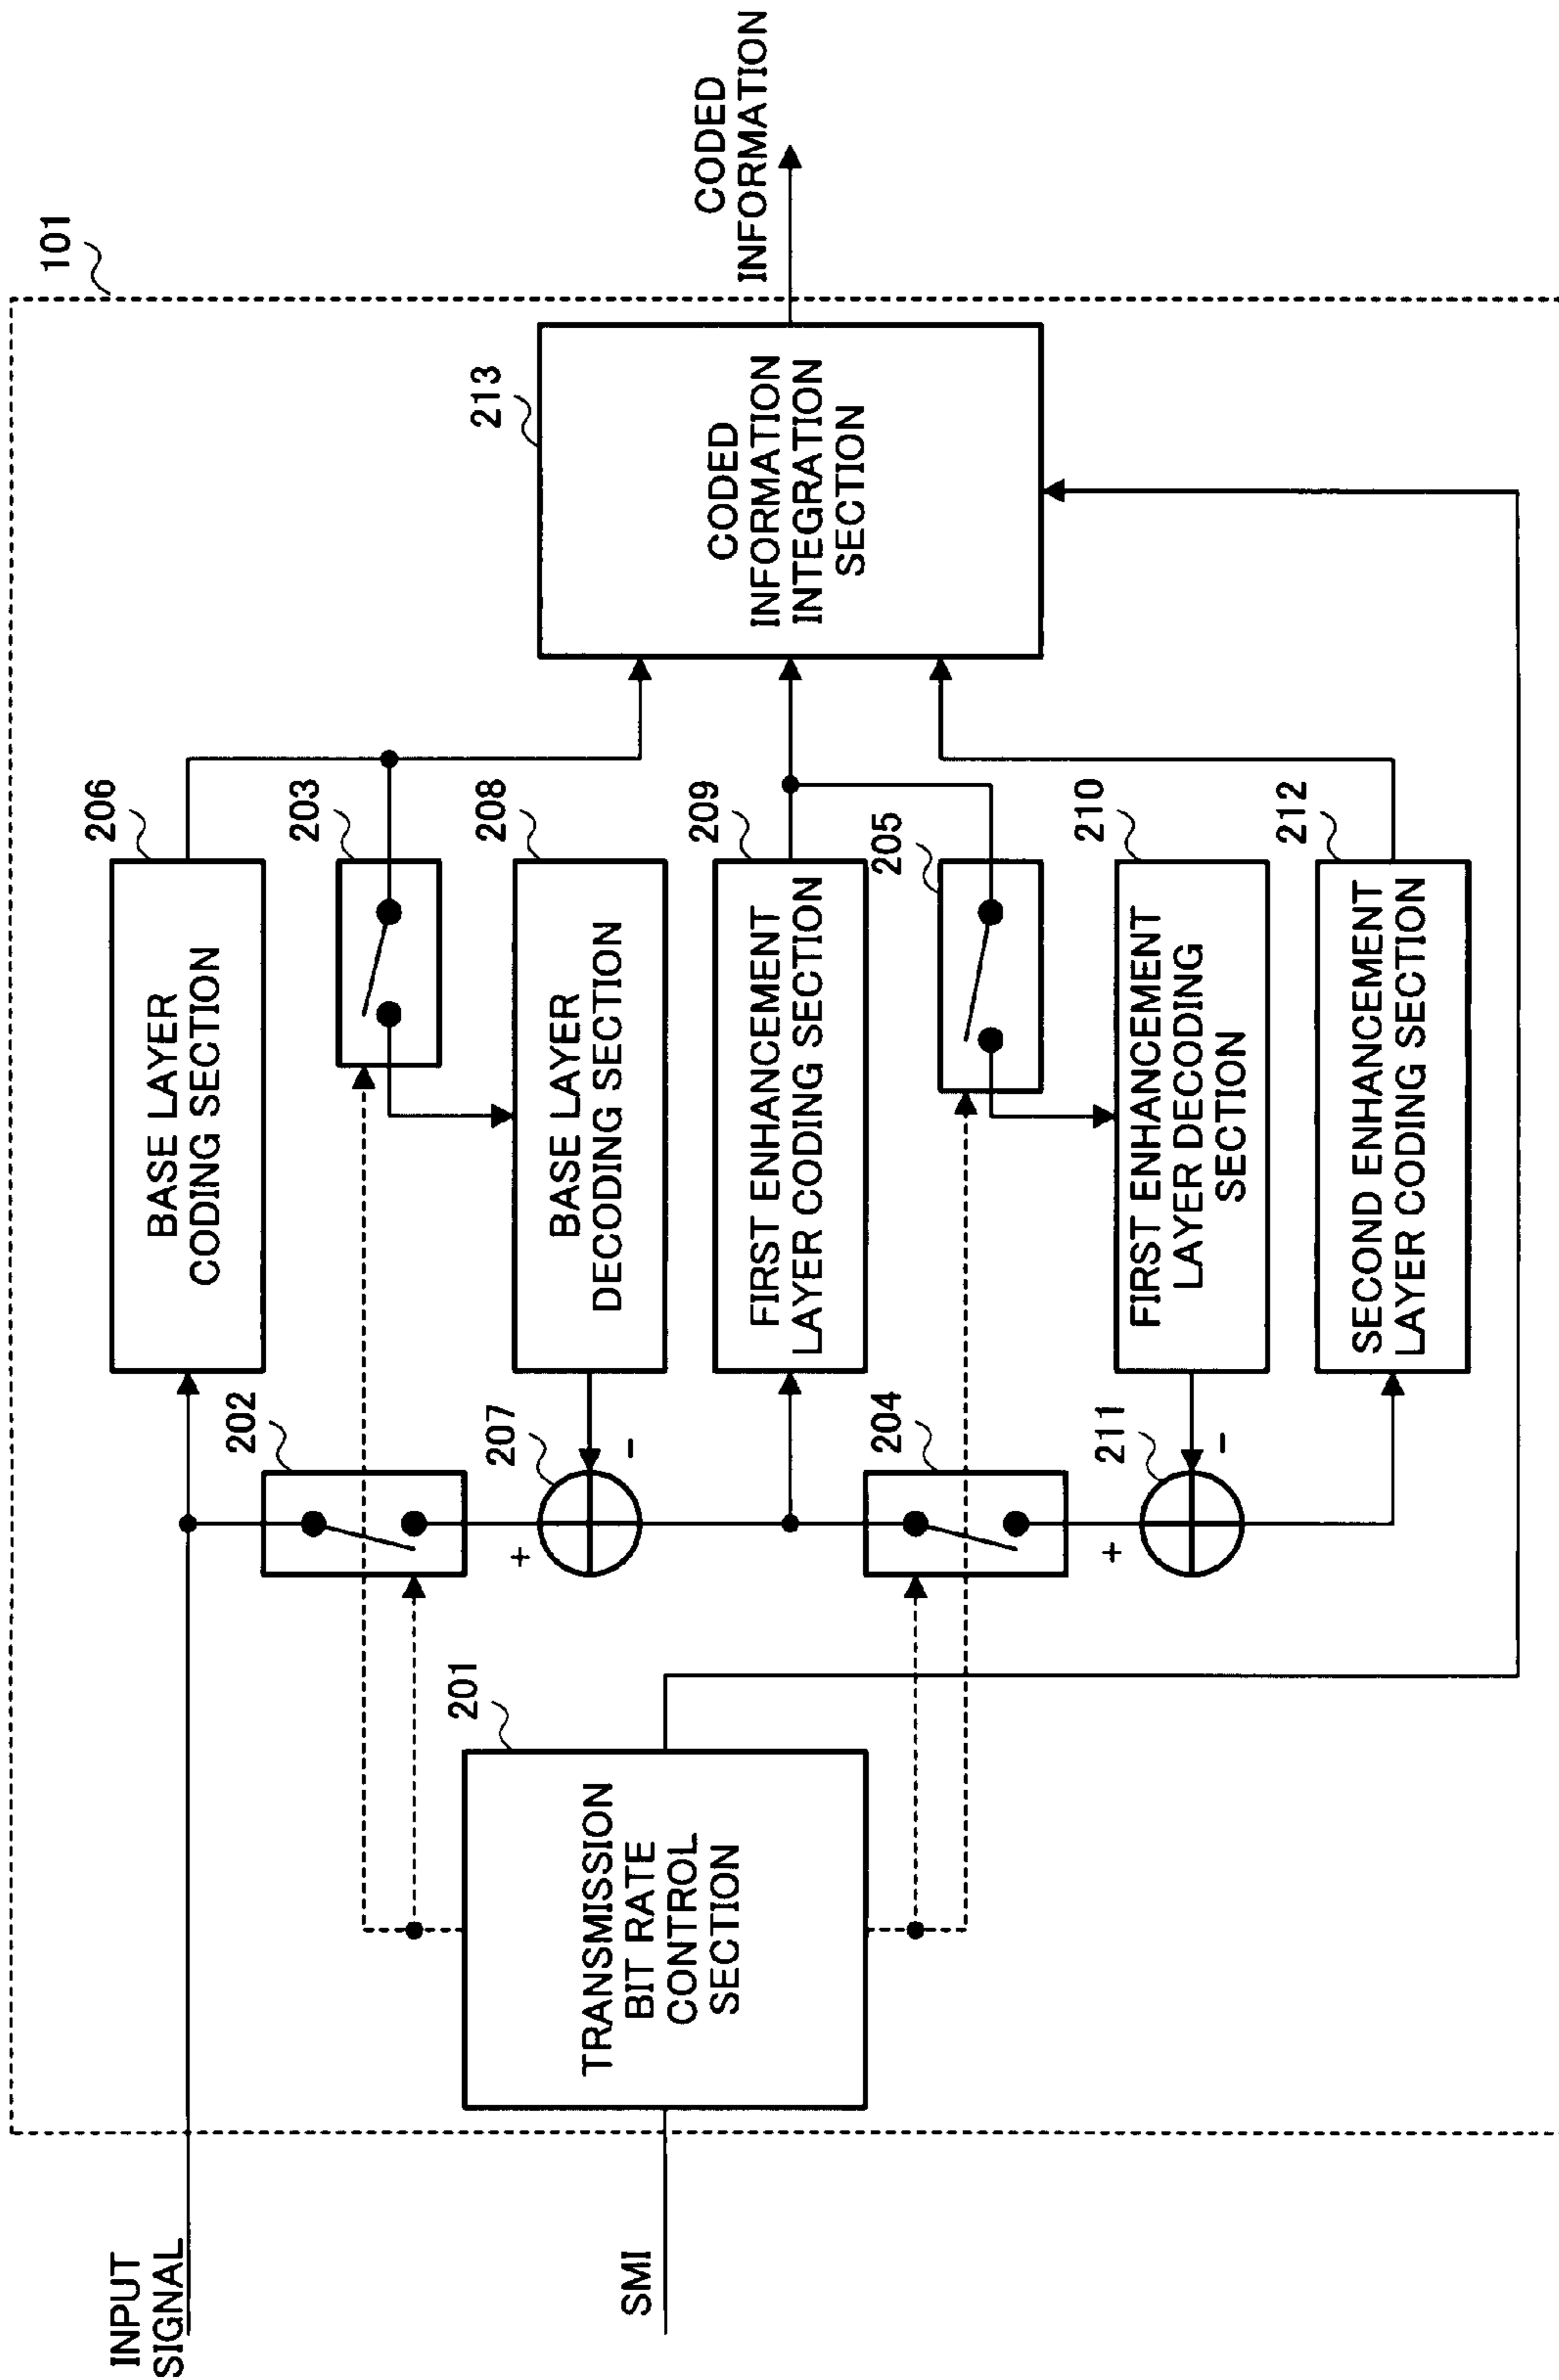 101
INPUT
SIGNAL
SMI
201
TRANSMISSION
BIT RATE
CONTROL
SECTION
202
207
+
-
204
+
211
-
206
BASE LAYER
CODING SECTION
203
208
BASE LAYER
DECODING SECTION
209
FIRST ENHANCEMENT
LAYER CODING SECTION
205
210
FIRST ENHANCEMENT
LAYER DECODING
SECTION
212
SECOND ENHANCEMENT
LAYER CODING SECTION
213
CODED
INFORMATION
INTEGRATION
SECTION
CODED
INFORMATION